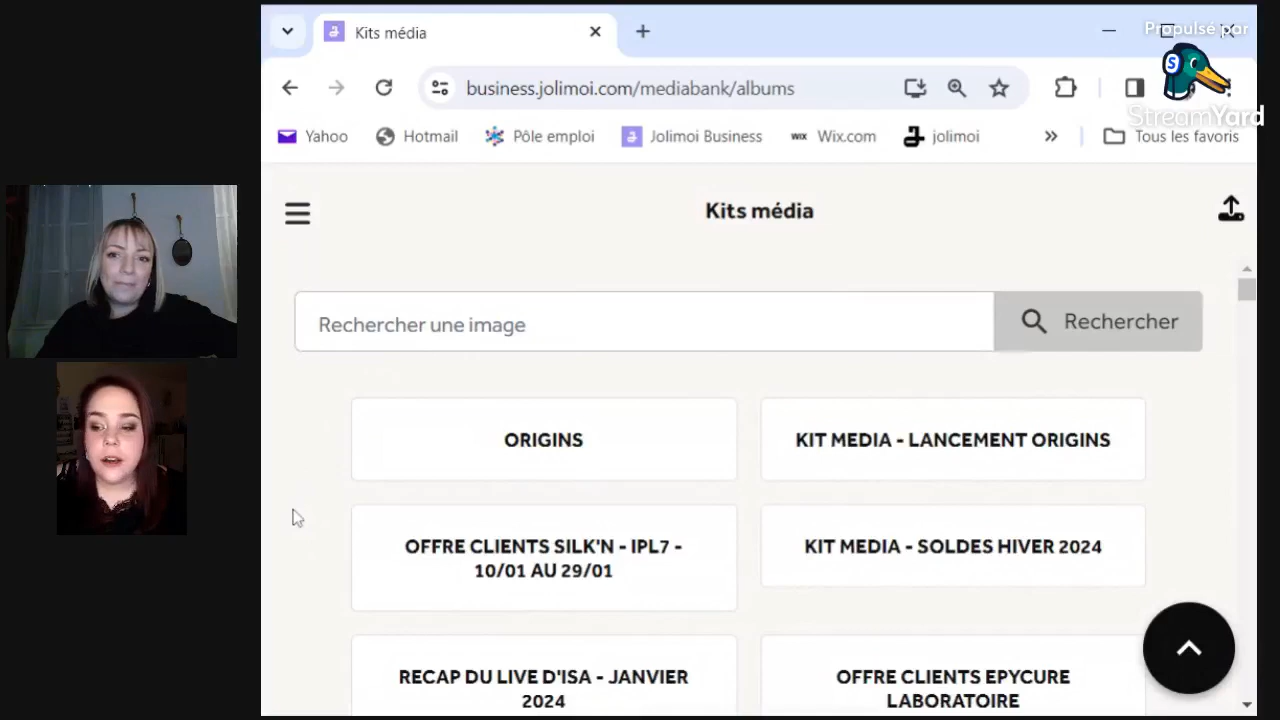 Kits média
Propulsé par
StreamYard
business.jolimoi.com/mediabank/albums
Yahoo
Hotmail
Pôle emploi
Jolimoi Business
WIX Wix.com
jolimoi
»
Tous les favoris
Kits média
Rechercher une image
Rechercher
ORIGINS
KIT MEDIA - LANCEMENT ORIGINS
OFFRE CLIENTS SILK'N - IPL7 -
10/01 AU 29/01
KIT MEDIA - SOLDES HIVER 2024
RECAP DU LIVE D'ISA - JANVIER
2024
OFFRE CLIENTS EPYCURE
LABORATOIRE